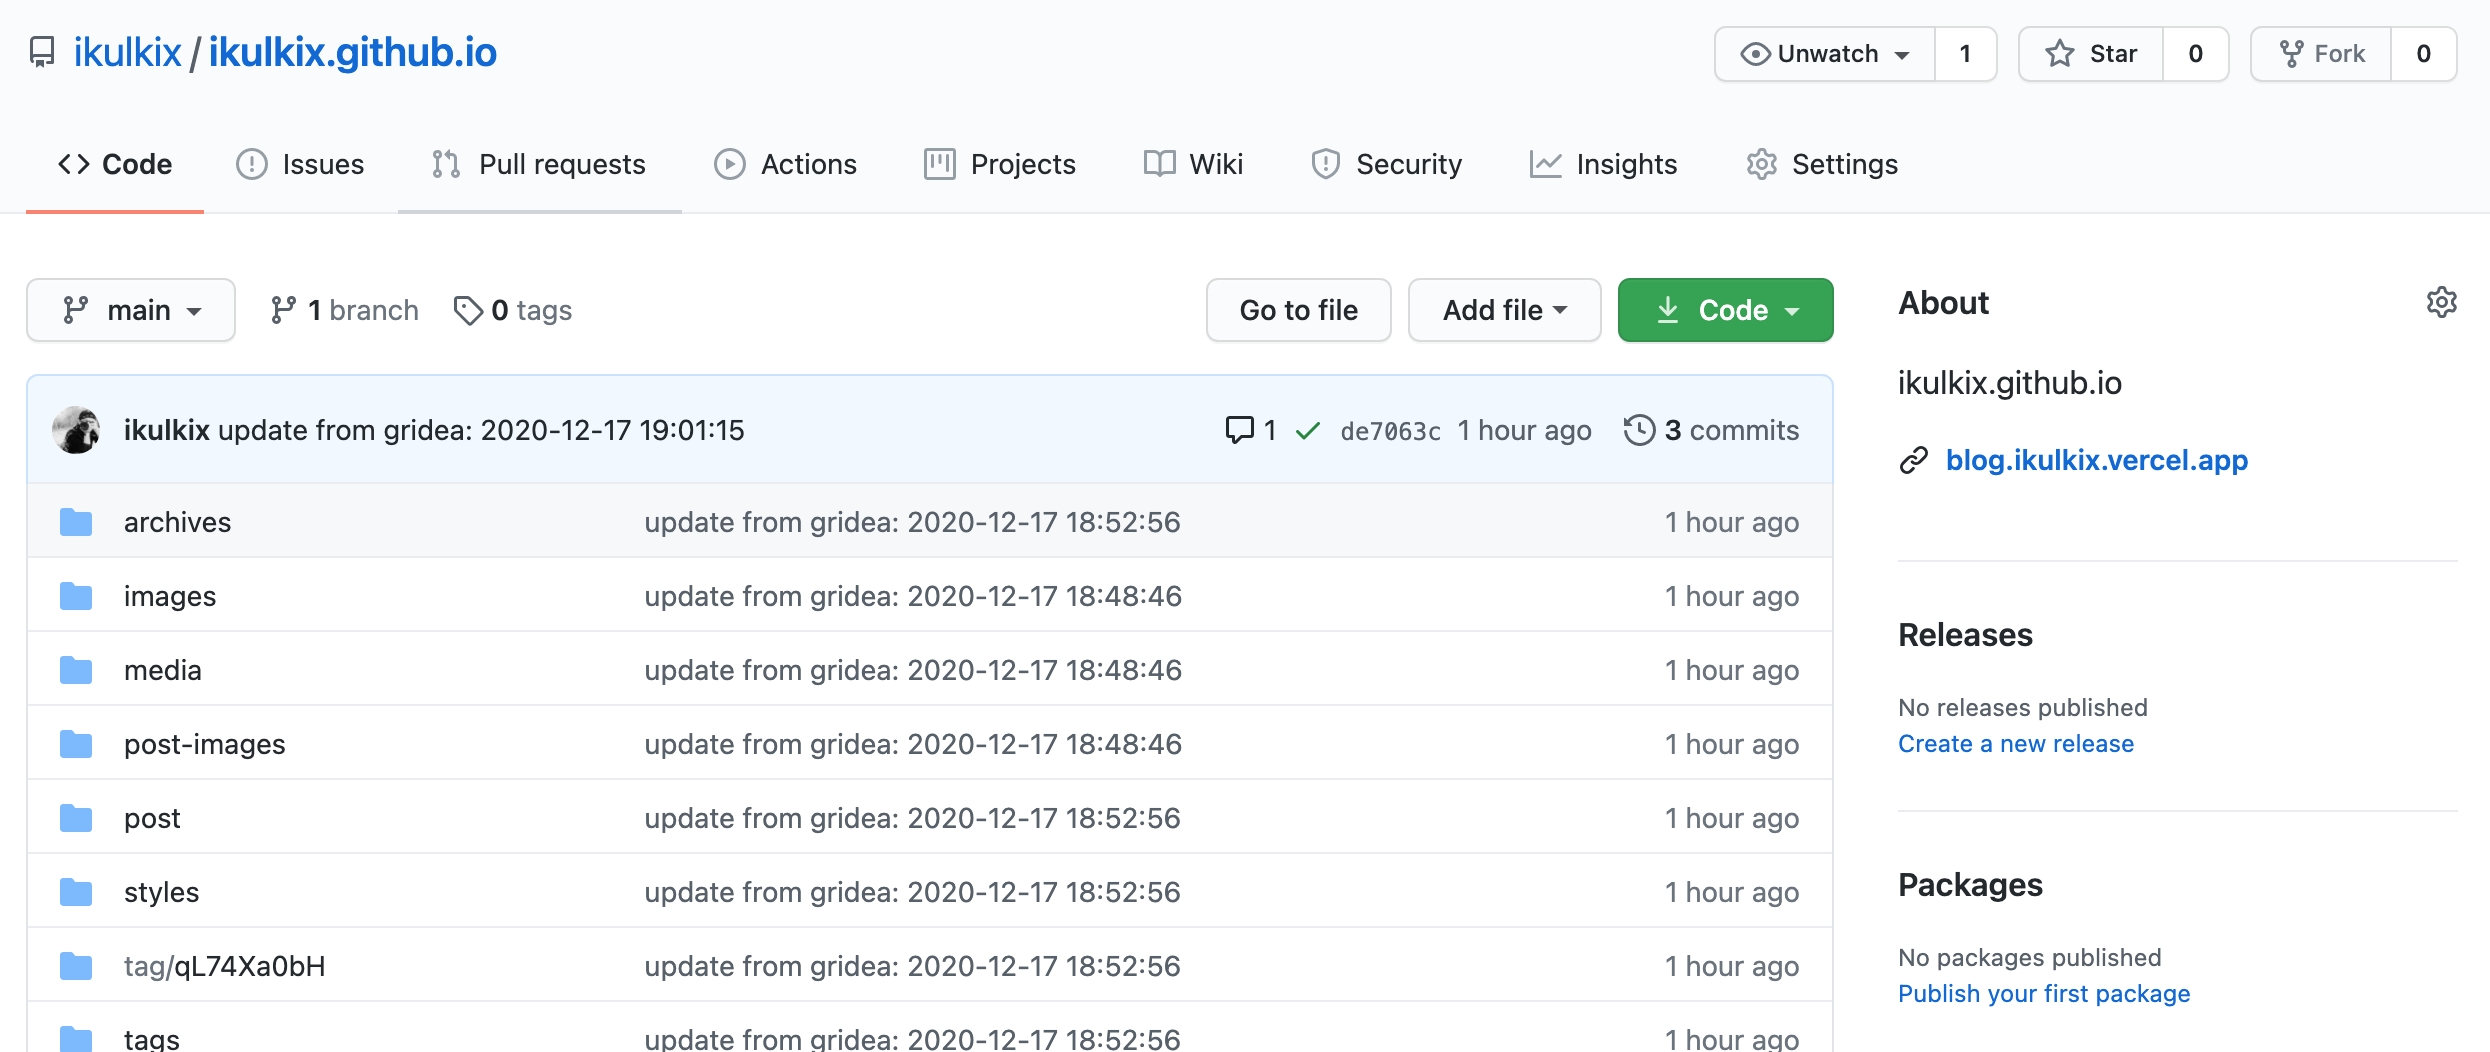 ikulkix / ikulkix.github.io
Unwatch 1
Star 0
Fork 0
Code Issues Pull requests Actions Projects Wiki Security Insights Settings
main 1 branch 0 tags Go to file Add file Code
ikulkix update from gridea: 2020-12-17 19:01:15 1 de7063c 1 hour ago 3 commits
archives update from gridea: 2020-12-17 18:52:56 1 hour ago
images update from gridea: 2020-12-17 18:48:46 1 hour ago
media update from gridea: 2020-12-17 18:48:46 1 hour ago
post-images update from gridea: 2020-12-17 18:48:46 1 hour ago
post update from gridea: 2020-12-17 18:52:56 1 hour ago
styles update from gridea: 2020-12-17 18:52:56 1 hour ago
tag/qL74Xa0bH update from gridea: 2020-12-17 18:52:56 1 hour ago
tags update from gridea: 2020-12-17 18:52:56 1 hour ago
About
ikulkix.github.io
blog.ikulkix.vercel.app
Releases
No releases published
Create a new release
Packages
No packages published
Publish your first package